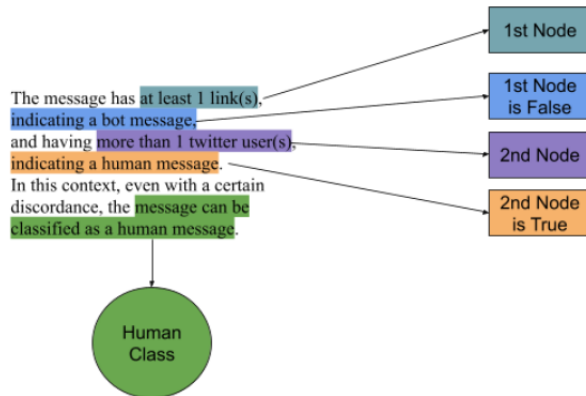 1st Node
The message has at least 1 link(s),
indicating a bot message,
1st Node
is False
and having more than 1 twitter user(s),
indicating a human message.
2nd Node
In this context, even with a certain
discordance, the message can be
classified as a human message.
2nd Node
is True
Human
Class